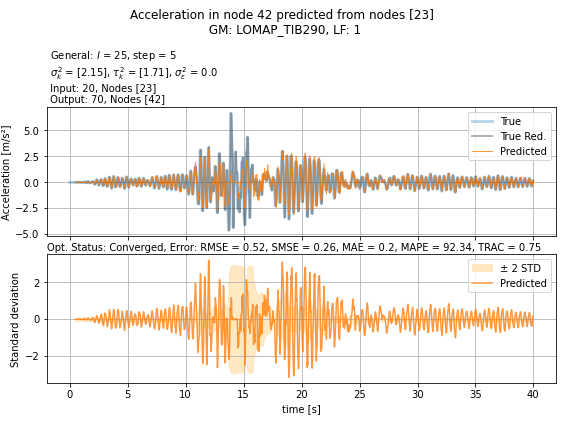 Acceleration in node 42 predicted from nodes [23]
GM: LOMAP_TIB290, LF: 1
General: l = 25, step = 5
σ²ₖ = [2.15], τ²ₖ = [1.71], σ²ε = 0.0
Input: 20, Nodes [23]
Output: 70, Nodes [42]
Acceleration [m/s²]
5.0
2.5
0.0
−2.5
−5.0
True
True Red.
Predicted
Opt. Status: Converged, Error: RMSE = 0.52, SMSE = 0.26, MAE = 0.2, MAPE = 92.34, TRAC = 0.75
Standard deviation
2
0
−2
± 2 STD
Predicted
0 5 10 15 20 25 30 35 40
time [s]